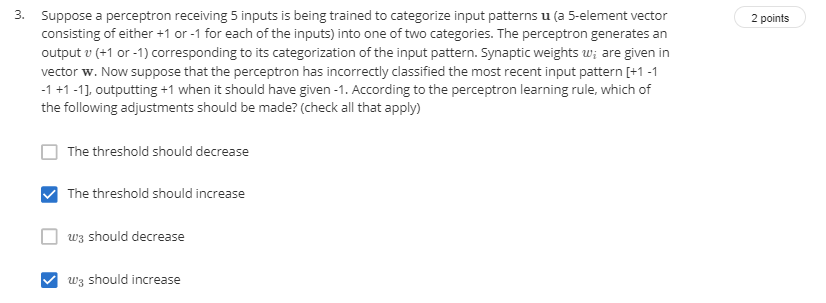 3. Suppose a perceptron receiving 5 inputs is being trained to categorize input patterns u (a 5-element vector
2 points
consisting of either +1 or -1 for each of the inputs) into one of two categories. The perceptron generates an
output v (+1 or -1) corresponding to its categorization of the input pattern. Synaptic weights wᵢ are given in
vector w. Now suppose that the perceptron has incorrectly classified the most recent input pattern [+1 -1
-1 +1 -1], outputting +1 when it should have given -1. According to the perceptron learning rule, which of
the following adjustments should be made? (check all that apply)
The threshold should decrease
The threshold should increase
w₃ should decrease
w₃ should increase